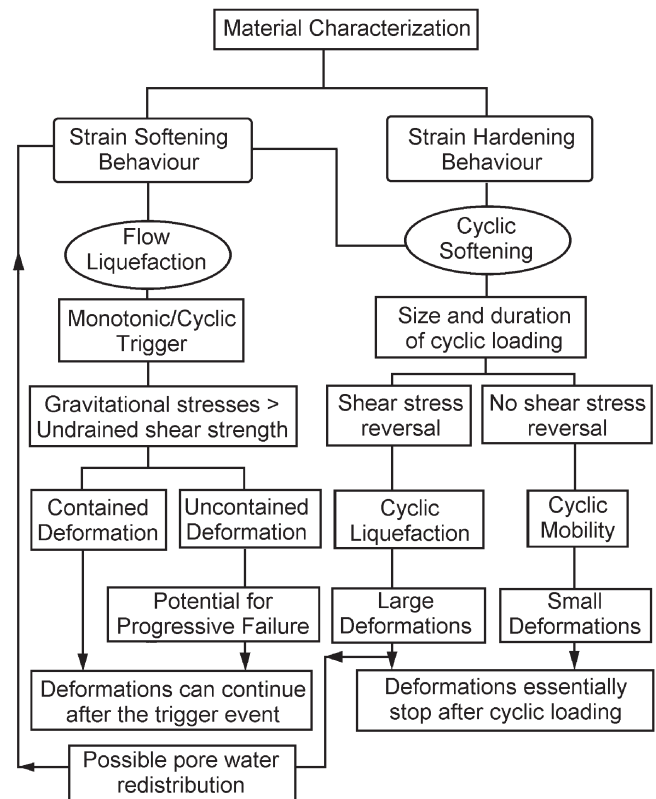 Material Characterization
Strain Softening
Behaviour
Strain Hardening
Behaviour
Flow
Liquefaction
Cyclic
Softening
Monotonic/Cyclic
Trigger
Size and duration
of cyclic loading
Gravitational stresses >
Undrained shear strength
Shear stress
reversal
No shear stress
reversal
Contained
Deformation
Uncontained
Deformation
Cyclic
Liquefaction
Cyclic
Mobility
Potential for
Progressive Failure
Large
Deformations
Small
Deformations
Deformations can continue
after the trigger event
Deformations essentially
stop after cyclic loading
Possible pore water
redistribution